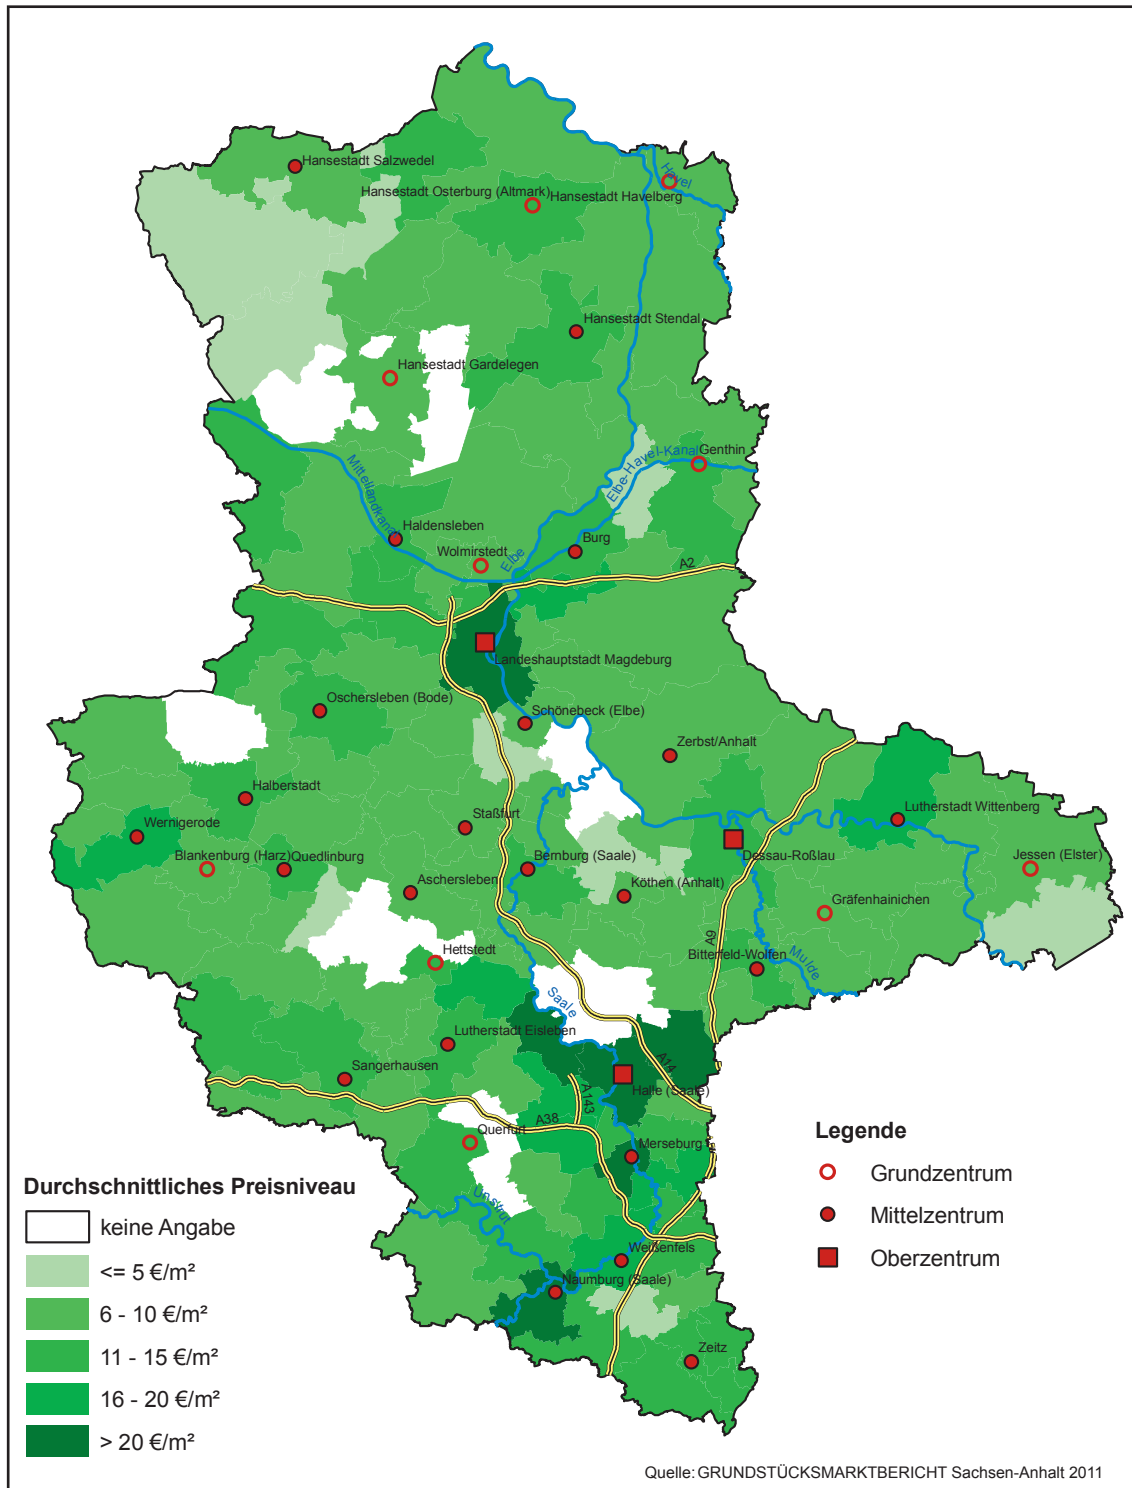 Hansestadt Salzwedel
Havel
Hansestadt Osterburg (Altmark)
Hansestadt Havelberg
Hansestadt Stendal
Hansestadt Gardelegen
Genthin
Elbe-Havel-Kanal
Mittellandkanal
Haldensleben
Burg
Wolmirstedt
Elbe
A2
Landeshauptstadt Magdeburg
Oschersleben (Bode)
Schönebeck (Elbe)
Zerbst/Anhalt
Halberstadt
Lutherstadt Wittenberg
Wernigerode
Staßfurt
Blankenburg (Harz)
Quedlinburg
Bernburg (Saale)
Dessau-Roßlau
Jessen (Elster)
Aschersleben
Köthen (Anhalt)
Gräfenhainichen
A9
Hettstedt
Bitterfeld-Wolfen
Mulde
Saale
Lutherstadt Eisleben
Sangerhausen
A14
Halle (Saale)
A143
A38
Querfurt
Merseburg
Unstrut
Weißenfels
Naumburg (Saale)
Zeitz
Legende
Grundzentrum
Mittelzentrum
Oberzentrum
Durchschnittliches Preisniveau
keine Angabe
<= 5 €/m²
6 - 10 €/m²
11 - 15 €/m²
16 - 20 €/m²
> 20 €/m²
Quelle: GRUNDSTÜCKSMARKTBERICHT Sachsen-Anhalt 2011